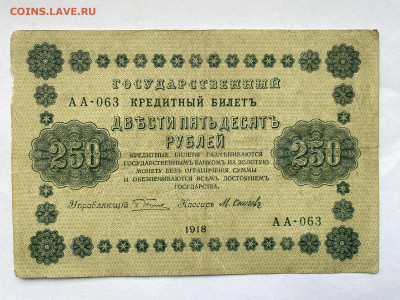 COINS.LAVE.RU
ГОСУДАРСТВЕННЫЙ
АА-063 КРЕДИТНЫЙ БИЛЕТЪ
ДВѢСТИ ПЯТЬДЕСЯТЪ
РУБЛЕЙ
250 250
КРЕДИТНЫЕ БИЛЕТЫ РАЗМѢНИВАЮТСЯ
ГОСУДАРСТВЕННЫМЪ БАНКОМЪ НА ЗОЛОТУЮ
МОНЕТУ БЕЗЪ ОГРАНИЧЕНІЯ СУММЫ
И ОБЕЗПЕЧИВАЮТСЯ ВСѢМЪ ДОСТОЯНІЕМЪ
ГОСУДАРСТВА.
Управляющій Кассиръ
АА-063
1918